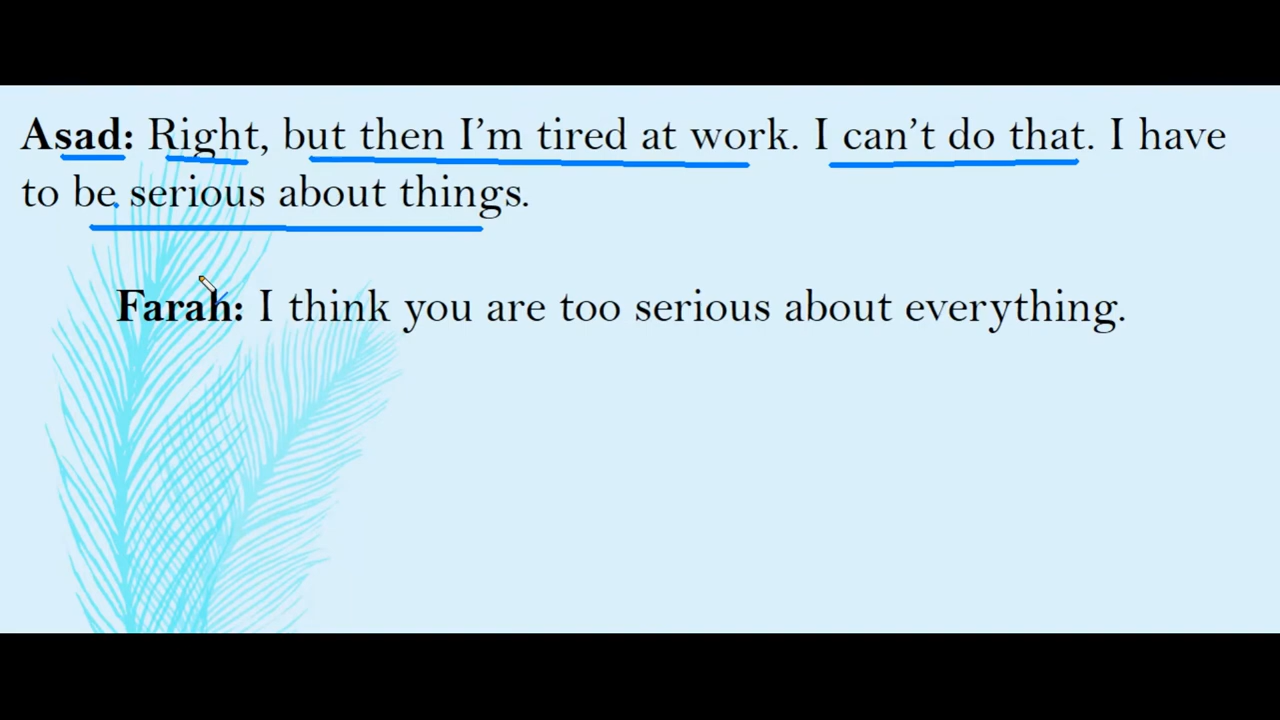 Asad: Right, but then I’m tired at work. I can’t do that. I have
to be serious about things.
Farah: I think you are too serious about everything.